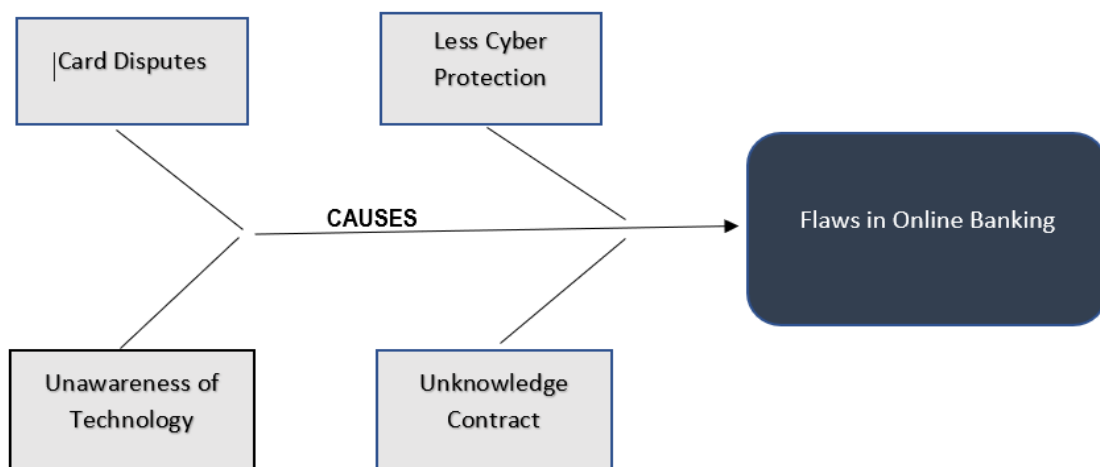 Card Disputes
Less Cyber
Protection
CAUSES
Flaws in Online Banking
Unawareness of
Technology
Unknowledge
Contract